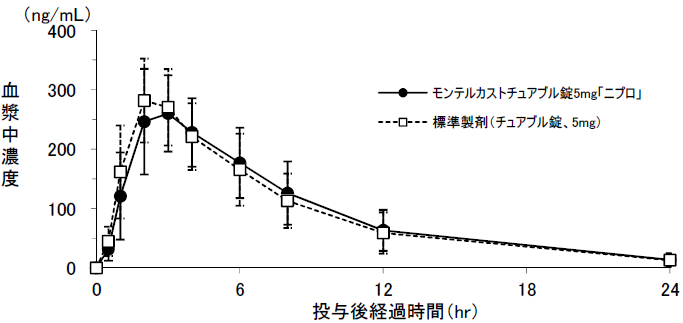 (ng/mL)
400
300
200
100
0
血漿中濃度
モンテルカストチュアブル錠5mg「ニプロ」
標準製剤(チュアブル錠、5mg)
0 6 12 18 24
投与後経過時間(hr)